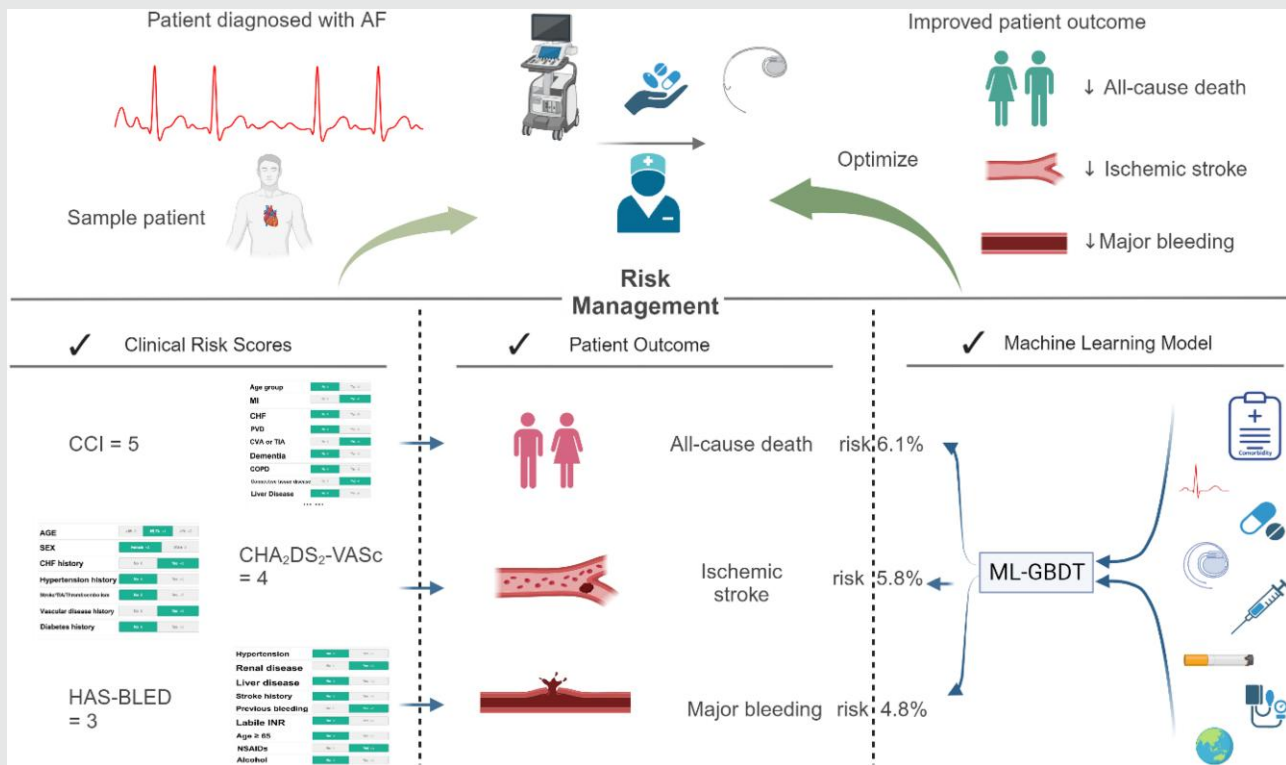 Patient diagnosed with AF
Improved patient outcome
↓ All-cause death
Optimize
↓ Ischemic stroke
Sample patient
↓ Major bleeding
Risk
Management
✓ Clinical Risk Scores
✓ Patient Outcome
✓ Machine Learning Model
CCI = 5
Age group
MI
CHF
PVD
CVA or TIA
Dementia
COPD
Connective tissue disease
Liver Disease
All-cause death
risk 6.1%
Comorbidity
AGE
SEX
CHF history
Hypertension history
Vascular disease history
Diabetes history
CHA₂DS₂-VASc
= 4
Ischemic
stroke
risk 5.8%
ML-GBDT
HAS-BLED
= 3
Hypertension
Renal disease
Liver disease
Stroke history
Previous bleeding
Labile INR
Age ≥ 65
NSAIDs
Alcohol
Major bleeding
risk 4.8%